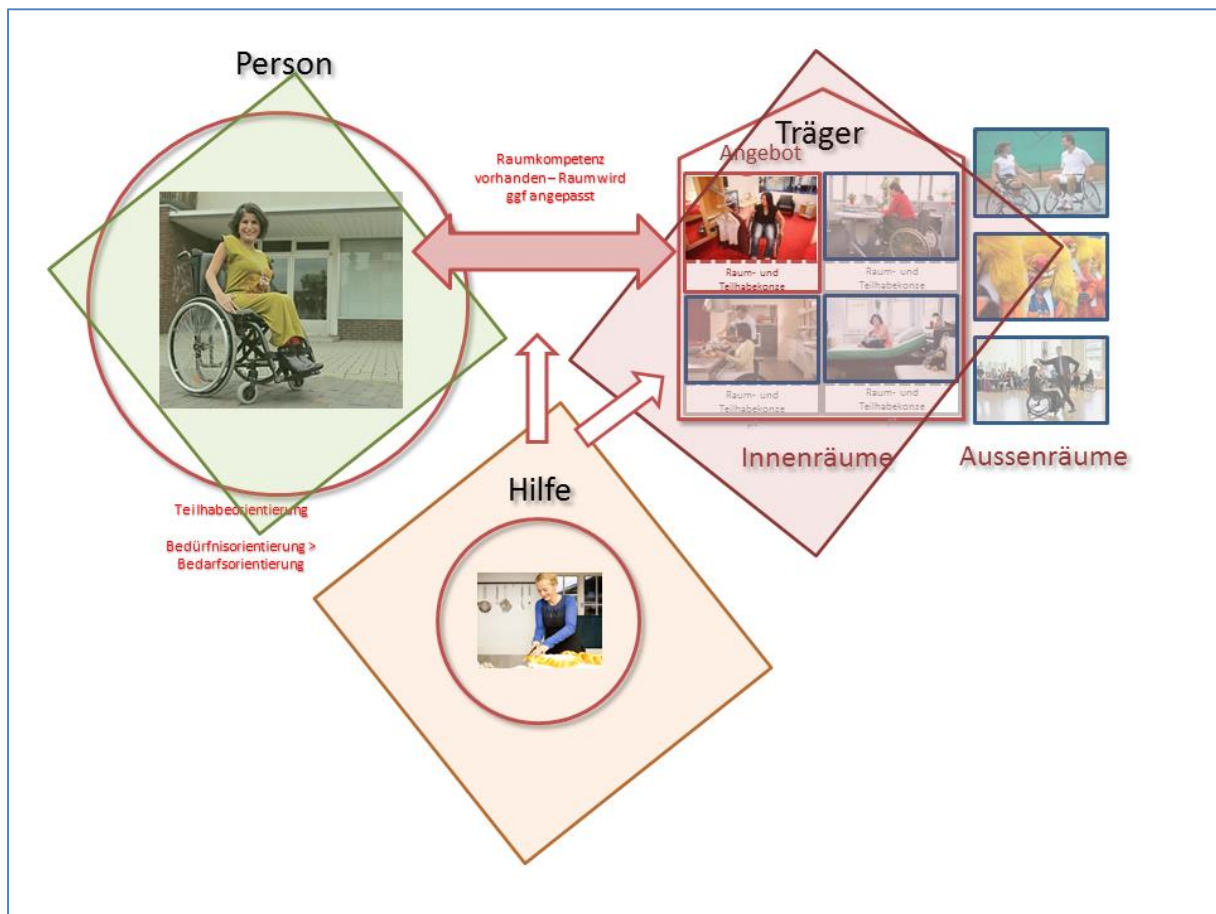 Person
Träger
Angebot
Raumkompetenz
vorhanden – Raum wird
ggf angepasst
Raum- und
Teilhabekonze
Raum- und
Teilhabekonze
Raum- und
Teilhabekonze
Raum- und
Teilhabekonze
Innenräume
Aussenräume
Hilfe
Teilhabeorientierung
Bedürfnisorientierung >
Bedarfsorientierung